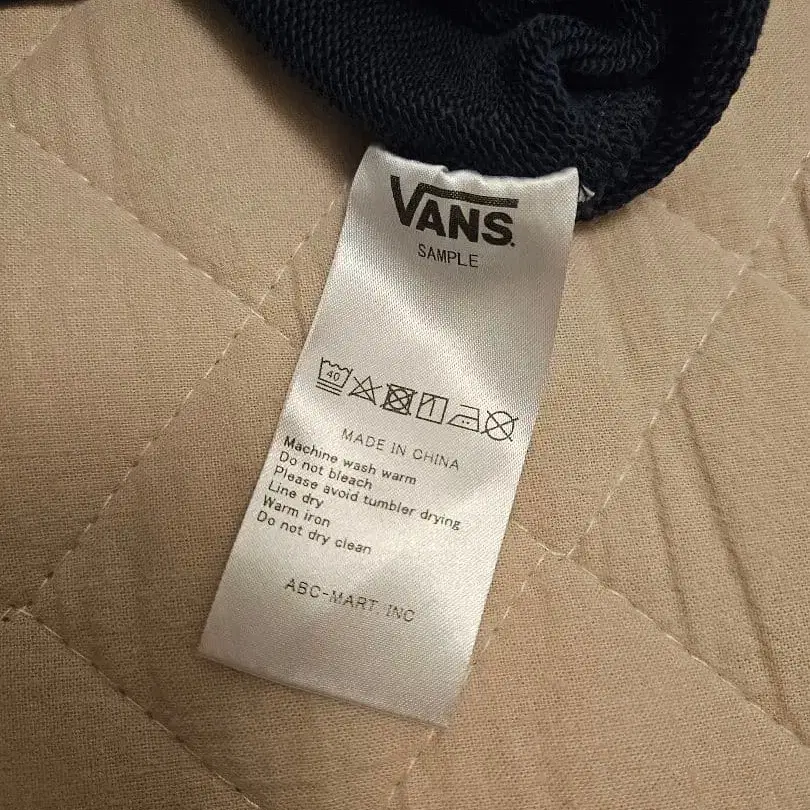 VANS
SAMPLE
40
MADE IN CHINA
Machine wash warm
Do not bleach
Please avoid tumbler drying
Line dry
Warm iron
Do not dry clean
ABC-MART. INC